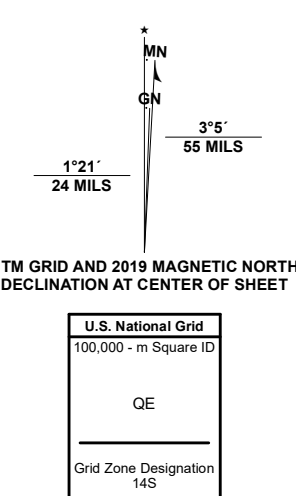 ★
MN
GN
3°5´
55 MILS
1°21´
24 MILS
TM GRID AND 2019 MAGNETIC NORTH
DECLINATION AT CENTER OF SHEET
U.S. National Grid
100,000 - m Square ID
QE
Grid Zone Designation
14S